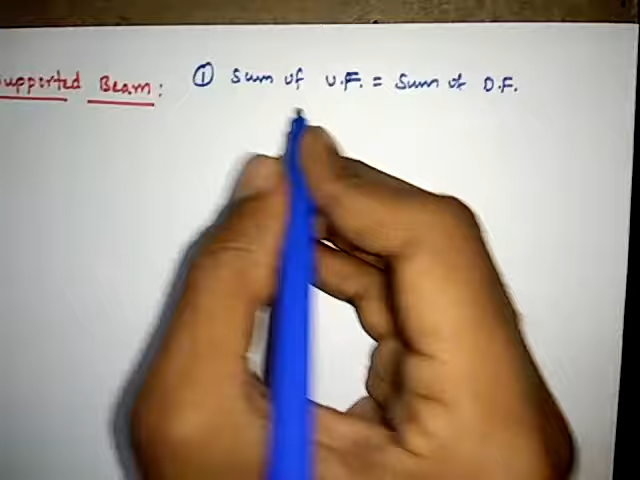 upported Beam: ① Sum of U.F. = Sum of D.F.